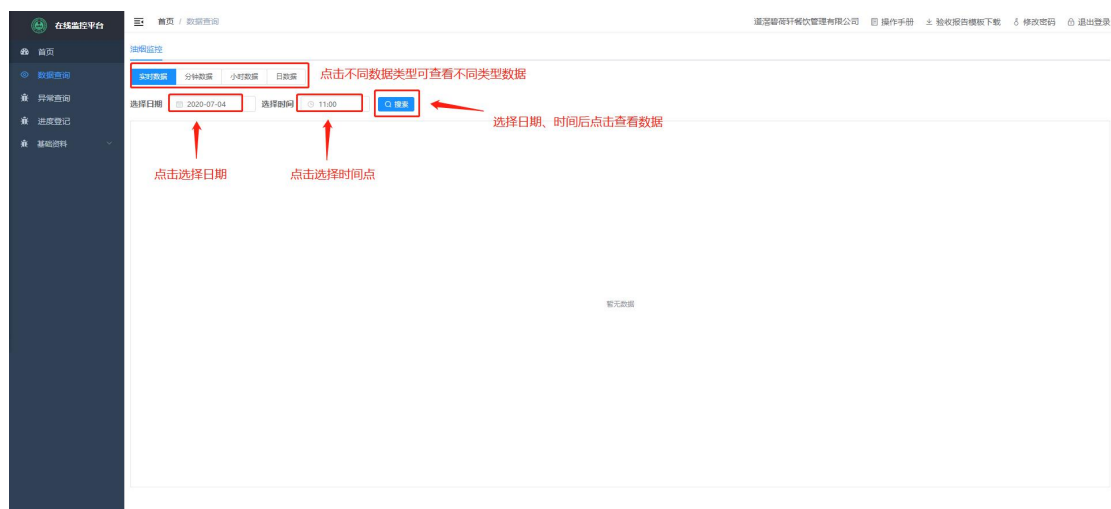 在线监控平台
首页 / 数据查询
道滘碧荷轩餐饮管理有限公司 操作手册 验收报告模板下载 修改密码 退出登录
首页
数据查询
异常查询
进度登记
基础资料
油烟监控
实时数据 分钟数据 小时数据 日数据 点击不同数据类型可查看不同类型数据
选择日期 2020-07-04 选择时间 11:00 搜索
选择日期、时间后点击查看数据
点击选择日期 点击选择时间点
暂无数据